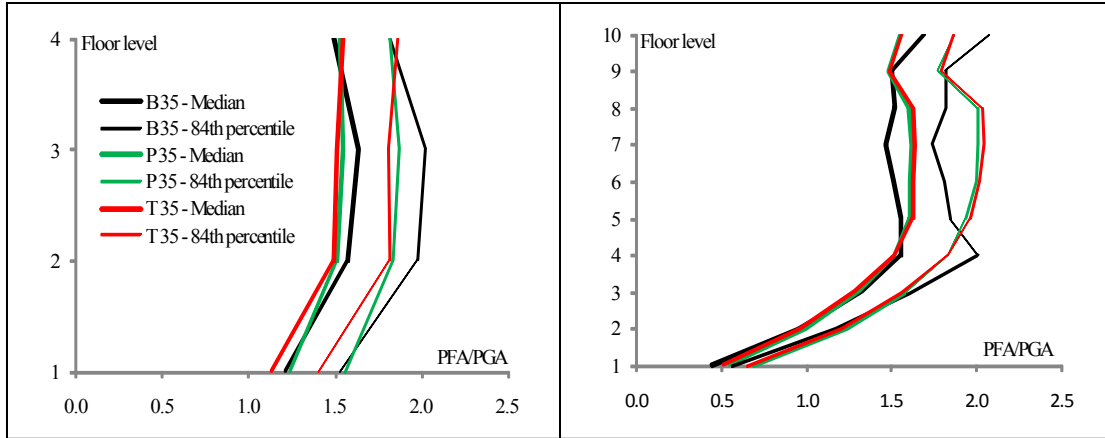 4
Floor level
3
B35 - Median
B35 - 84th percentile
P35 - Median
P35 - 84th percentile
T35 - Median
T35 - 84th percentile
2
PFA/PGA
1
0.0 0.5 1.0 1.5 2.0 2.5
10
Floor level
9
8
7
6
5
4
3
2
PFA/PGA
1
0.0 0.5 1.0 1.5 2.0 2.5